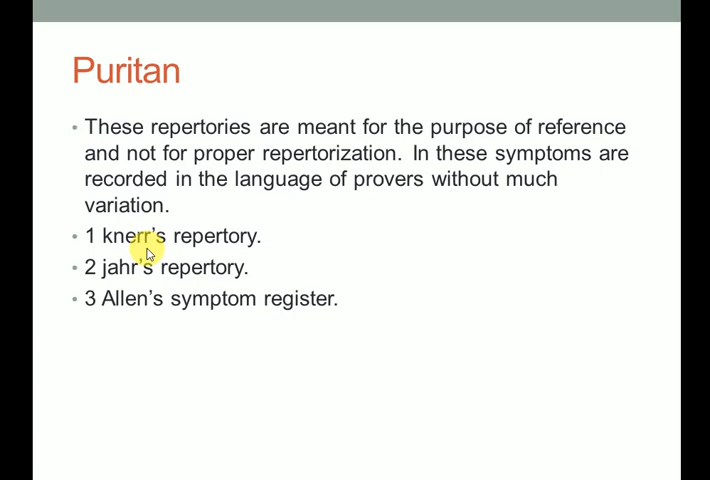 Puritan
• These repertories are meant for the purpose of reference
and not for proper repertorization. In these symptoms are
recorded in the language of provers without much
variation.
• 1 knerr's repertory.
• 2 jahr's repertory.
• 3 Allen's symptom register.